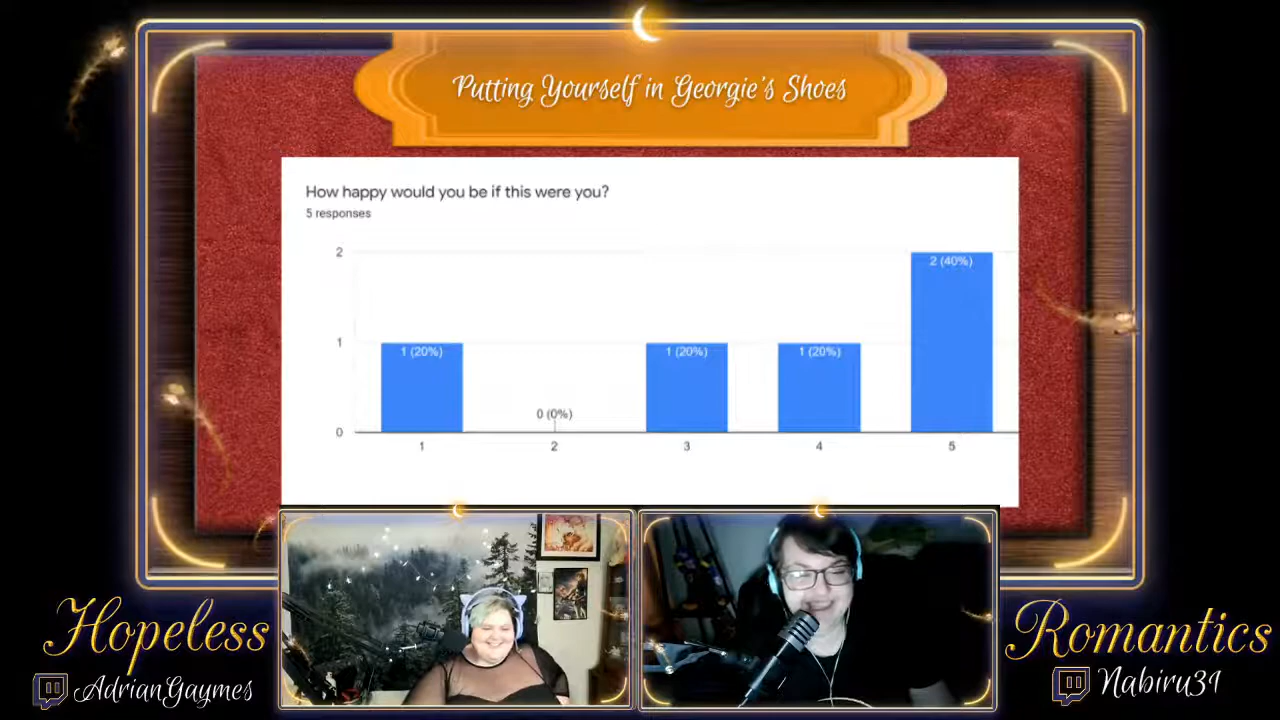 Putting Yourself in Georgie's Shoes
How happy would you be if this were you?
5 responses
2
1
0
1 (20%)
0 (0%)
1 (20%)
1 (20%)
2 (40%)
1
2
3
4
5
Hopeless
AdrianGaymes
Romantics
Nabiru31